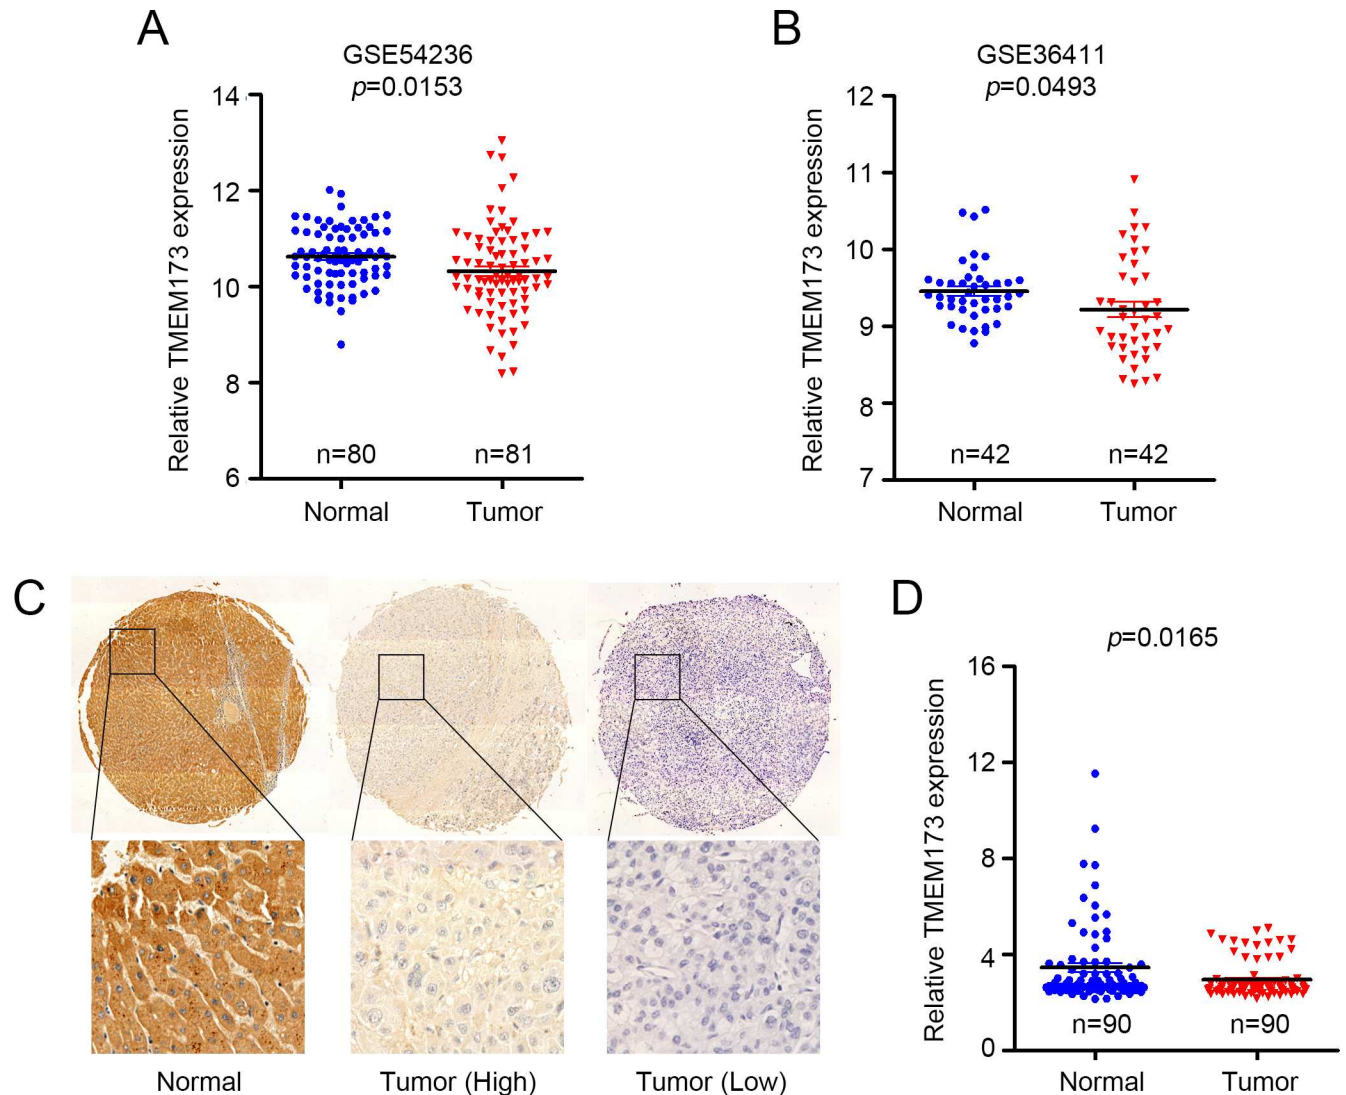 A
GSE54236
p=0.0153
Relative TMEM173 expression
14
12
10
8
6
n=80
n=81
Normal
Tumor
B
GSE36411
p=0.0493
Relative TMEM173 expression
12
11
10
9
8
7
n=42
n=42
Normal
Tumor
C
Normal
Tumor (High)
Tumor (Low)
D
p=0.0165
Relative TMEM173 expression
16
12
8
4
0
n=90
n=90
Normal
Tumor